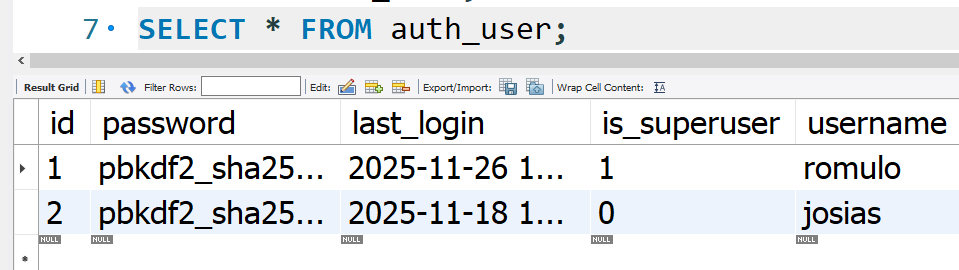 7 SELECT * FROM auth_user;
Result Grid Filter Rows: Edit: Export/Import: Wrap Cell Content: IA
id password last_login is_superuser username
1 pbkdf2_sha25... 2025-11-26 1... 1 romulo
2 pbkdf2_sha25... 2025-11-18 1... 0 josias
NULL NULL NULL NULL NULL